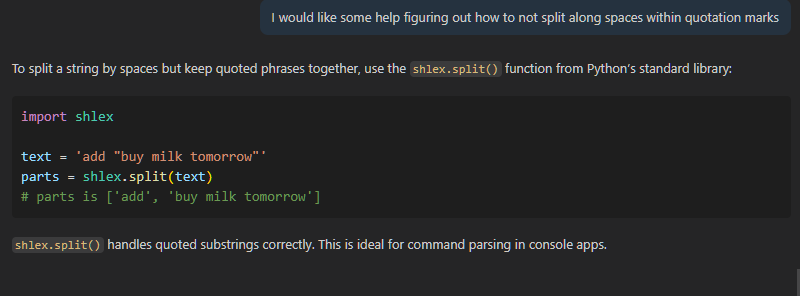 I would like some help figuring out how to not split along spaces within quotation marks
To split a string by spaces but keep quoted phrases together, use the shlex.split() function from Python's standard library:
import shlex
text = 'add "buy milk tomorrow"'
parts = shlex.split(text)
# parts is ['add', 'buy milk tomorrow']
shlex.split() handles quoted substrings correctly. This is ideal for command parsing in console apps.